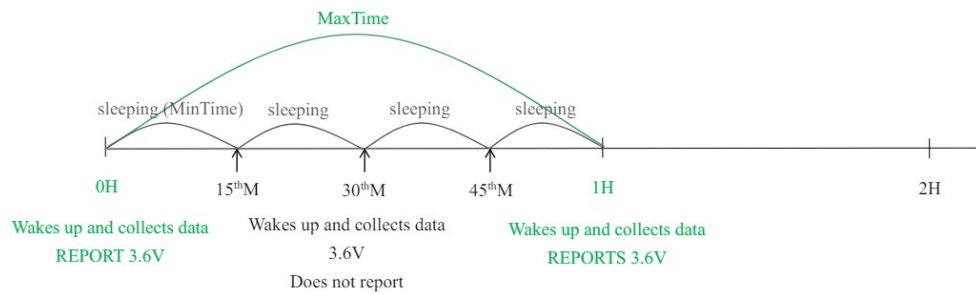 MaxTime
sleeping (MinTime) sleeping sleeping sleeping
0H 15thM 30thM 45thM 1H 2H
Wakes up and collects data
REPORT 3.6V
Wakes up and collects data
3.6V
Does not report
Wakes up and collects data
REPORTS 3.6V